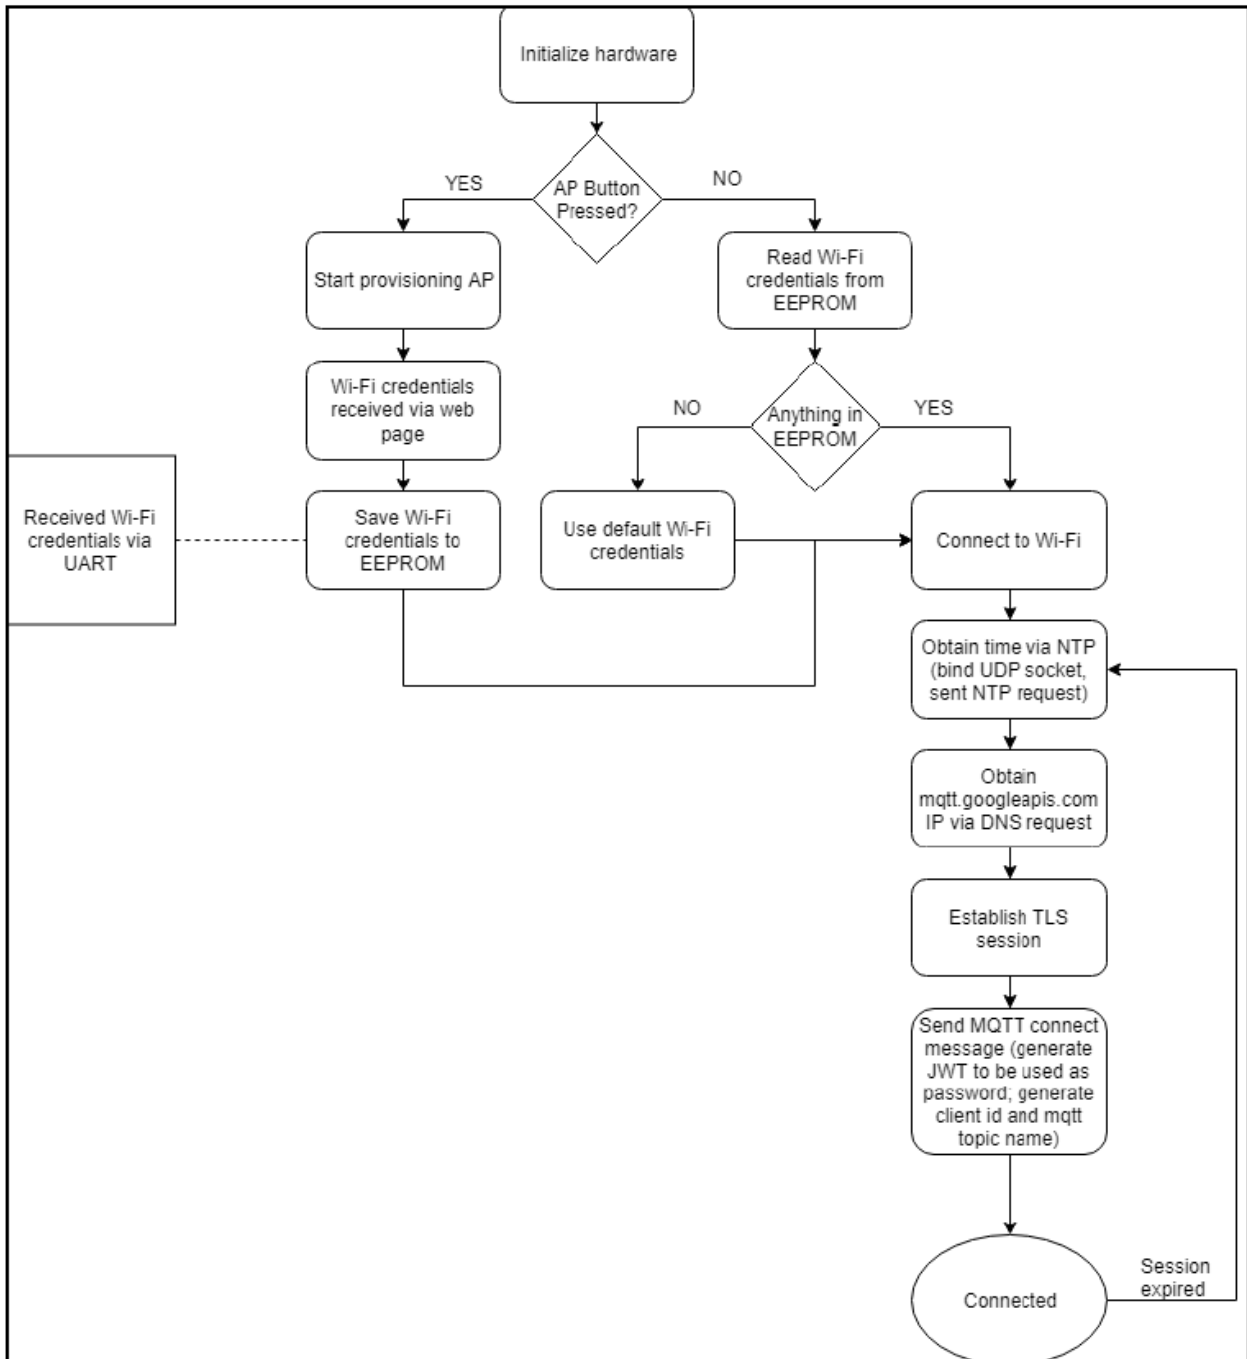 Initialize hardware
AP Button
Pressed?
YES
NO
Start provisioning AP
Read Wi-Fi
credentials from
EEPROM
Wi-Fi credentials
received via web
page
Anything in
EEPROM
NO
YES
Received Wi-Fi
credentials via
UART
Save Wi-Fi
credentials to
EEPROM
Use default Wi-Fi
credentials
Connect to Wi-Fi
Obtain time via NTP
(bind UDP socket,
sent NTP request)
Obtain
mqtt.googleapis.com
IP via DNS request
Establish TLS
session
Send MQTT connect
message (generate
JWT to be used as
password; generate
client id and mqtt
topic name)
Connected
Session
expired